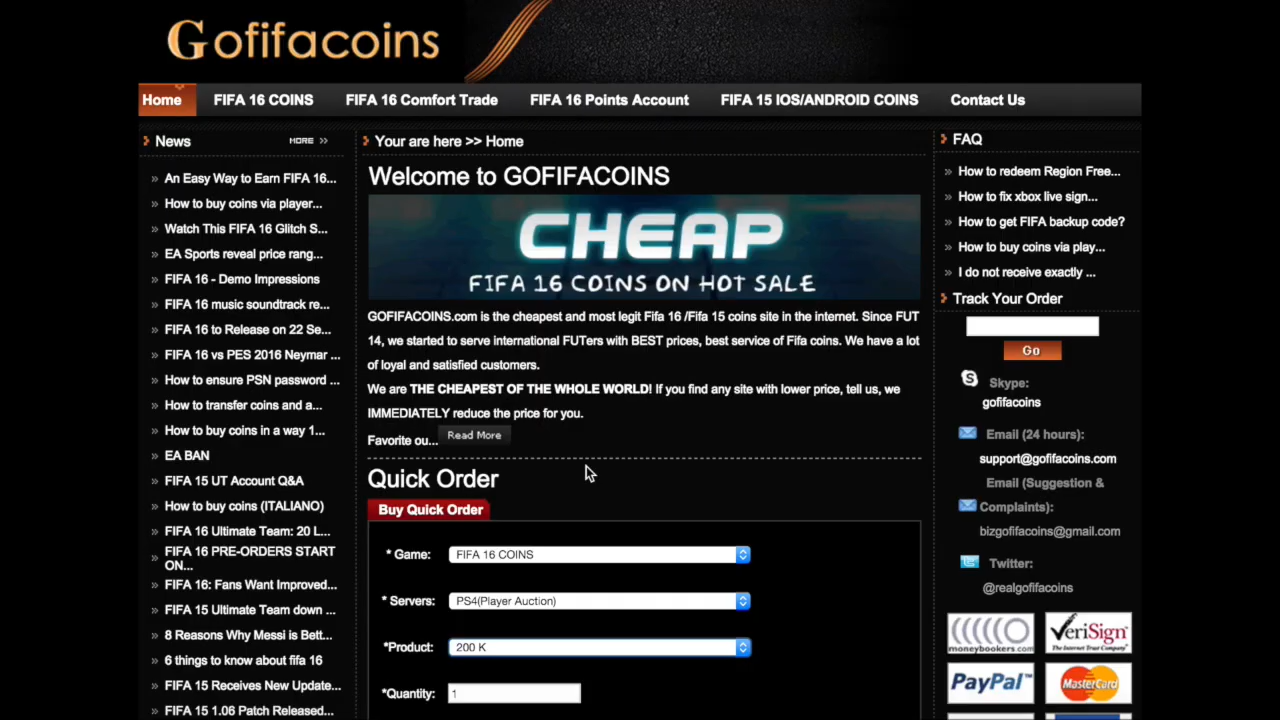 Gofifacoins
Home
FIFA 16 COINS
FIFA 16 Comfort Trade
FIFA 16 Points Account
FIFA 15 IOS/ANDROID COINS
Contact Us
News
MORE >>
An Easy Way to Earn FIFA 16...
How to buy coins via player...
Watch This FIFA 16 Glitch S...
EA Sports reveal price rang...
FIFA 16 - Demo Impressions
FIFA 16 music soundtrack re...
FIFA 16 to Release on 22 Se...
FIFA 16 vs PES 2016 Neymar ...
How to ensure PSN password ...
How to transfer coins and a...
How to buy coins in a way 1...
EA BAN
FIFA 15 UT Account Q&A
How to buy coins (ITALIANO)
FIFA 16 Ultimate Team: 20 L...
FIFA 16 PRE-ORDERS START
ON...
FIFA 16: Fans Want Improved...
FIFA 15 Ultimate Team down ...
8 Reasons Why Messi is Bett...
6 things to know about fifa 16
FIFA 15 Receives New Update...
FIFA 15 1.06 Patch Released...
Your are here >> Home
Welcome to GOFIFACOINS
CHEAP
FIFA 16 COINS ON HOT SALE
GOFIFACOINS.com is the cheapest and most legit Fifa 16 /Fifa 15 coins site in the internet. Since FUT
14, we started to serve international FUTers with BEST prices, best service of Fifa coins. We have a lot
of loyal and satisfied customers.
We are THE CHEAPEST OF THE WHOLE WORLD! If you find any site with lower price, tell us, we
IMMEDIATELY reduce the price for you.
Favorite ou... Read More
Quick Order
Buy Quick Order
* Game: FIFA 16 COINS
* Servers: PS4(Player Auction)
*Product: 200 K
*Quantity: 1
FAQ
How to redeem Region Free...
How to fix xbox live sign...
How to get FIFA backup code?
How to buy coins via play...
I do not receive exactly ...
Track Your Order
Go
Skype:
gofifacoins
Email (24 hours):
support@gofifacoins.com
Email (Suggestion &
Complaints):
bizgofifacoins@gmail.com
Twitter:
@realgofifacoins
moneybookers.com
VeriSign
The Internet Trust Company
PayPal
MasterCard